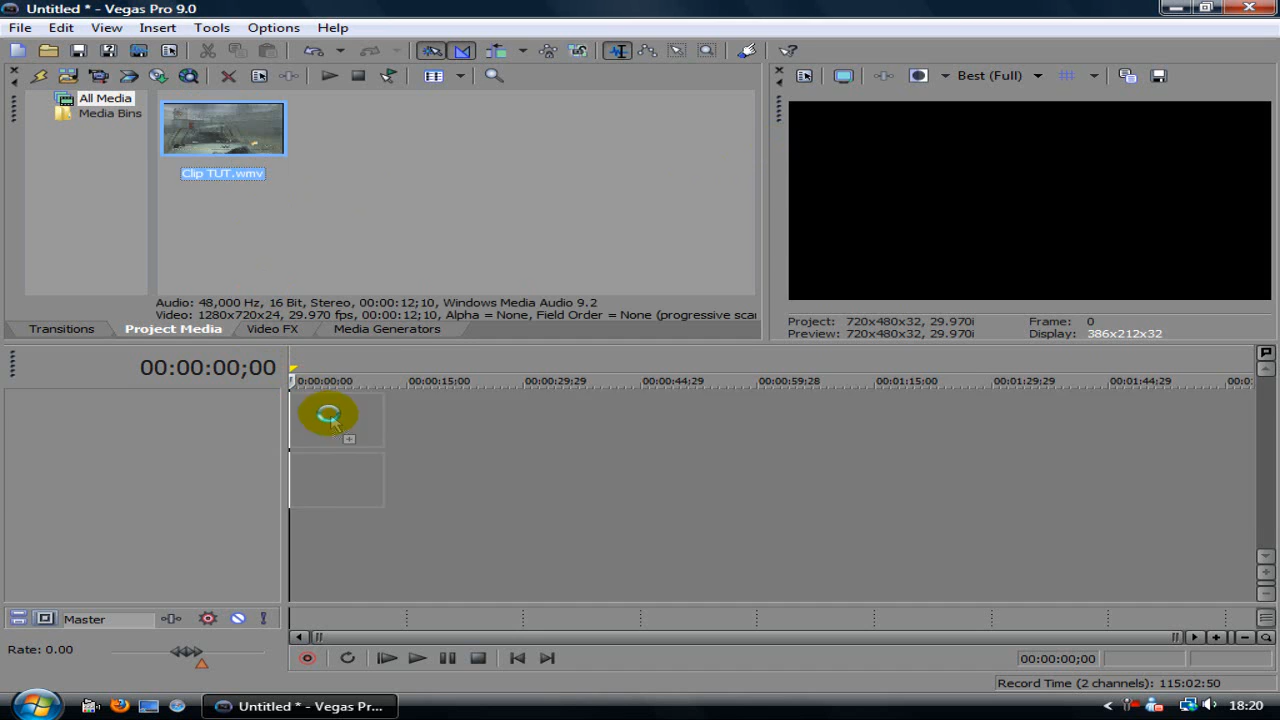 Untitled * - Vegas Pro 9.0
File Edit View Insert Tools Options Help
Best (Full)
All Media
Media Bins
Clip TUT.wmv
Audio: 48,000 Hz, 16 Bit, Stereo, 00:00:12;10, Windows Media Audio 9.2
Video: 1280x720x24, 29.970 fps, 00:00:12;10, Alpha = None, Field Order = None (progressive scan
Transitions Project Media Video FX Media Generators
Project: 720x480x32, 29.970i Frame: 0
Preview: 720x480x32, 29.970i Display: 386x212x32
00:00:00;00
0:00:00:00 00:00:15;00 00:00:29;29 00:00:44;29 00:00:59;28 00:01:15;00 00:01:29;29 00:01:44;29 00:0
Master
Rate: 0.00
00:00:00;00
Record Time (2 channels): 115:02:50
Untitled * - Vegas Pro...
18:20